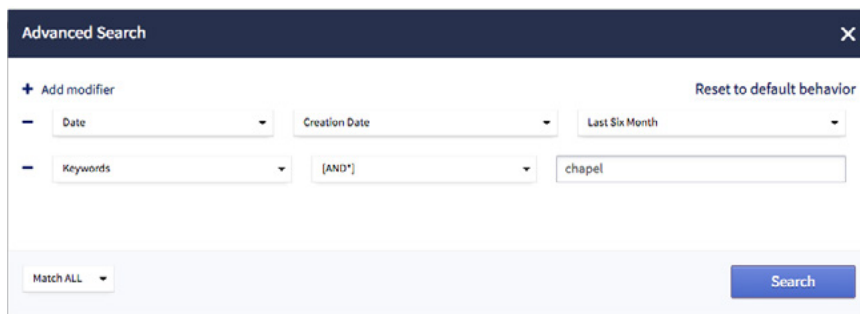 Advanced Search ×
+ Add modifier Reset to default behavior
− Date Creation Date Last Six Month
− Keywords [AND*] chapel
Match ALL Search